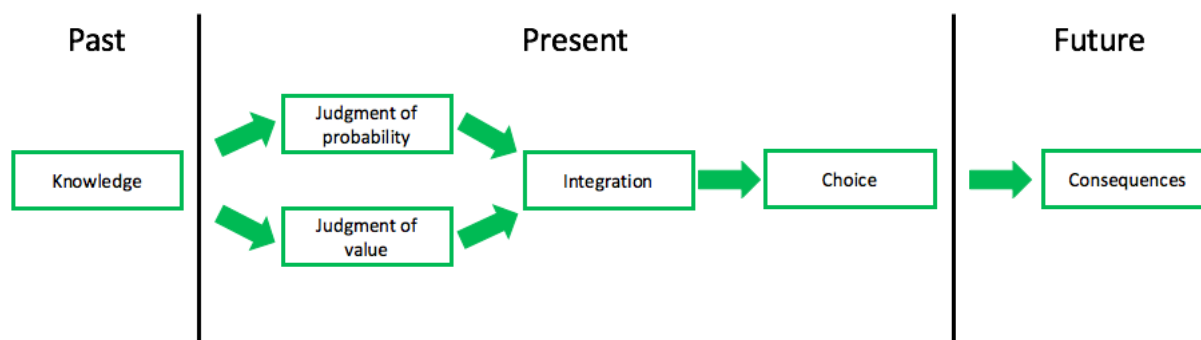 Past
Present
Future
Knowledge
Judgment of
probability
Judgment of
value
Integration
Choice
Consequences